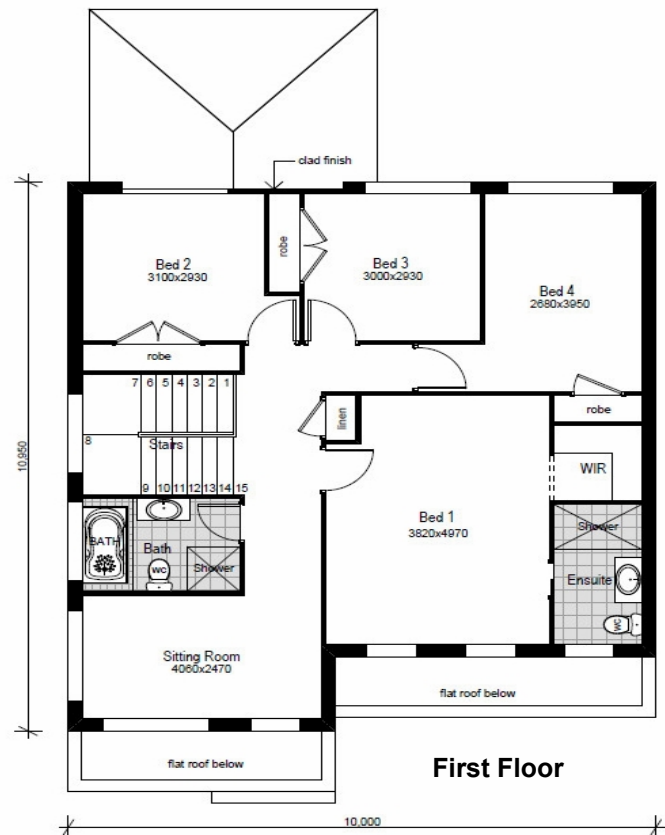 clad finish
Bed 2
3100x2930
robe
Bed 3
3000x2930
Bed 4
2680x3950
robe
robe
7 6 5 4 3 2 1
8
Stairs
9 10 11 12 13 14 15
linen
WIR
Bed 1
3820x4970
BATH
Bath
WC
Shower
Shower
Ensuite
WC
Sitting Room
4060x2470
flat roof below
flat roof below
First Floor
10,950
10,000